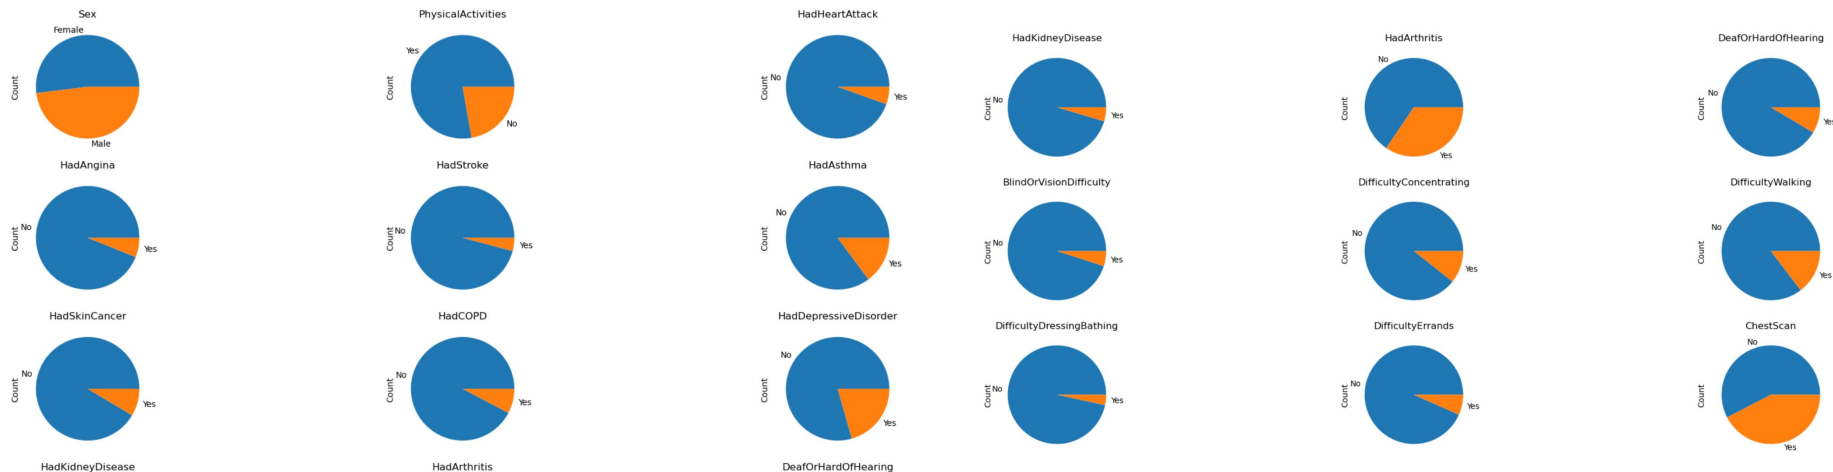 Sex
Female
Count
Male
PhysicalActivities
Yes
Count
No
HadHeartAttack
No
Count
Yes
HadAngina
No
Count
Yes
HadStroke
No
Count
Yes
HadAsthma
No
Count
Yes
HadSkinCancer
No
Count
Yes
HadCOPD
No
Count
Yes
HadDepressiveDisorder
No
Count
Yes
HadKidneyDisease
HadArthritis
DeafOrHardOfHearing
HadKidneyDisease
No
Count
Yes
HadArthritis
No
Count
Yes
DeafOrHardOfHearing
No
Count
Yes
BlindOrVisionDifficulty
No
Count
Yes
DifficultyConcentrating
No
Count
Yes
DifficultyWalking
No
Count
Yes
DifficultyDressingBathing
No
Count
Yes
DifficultyErrands
No
Count
Yes
ChestScan
No
Count
Yes